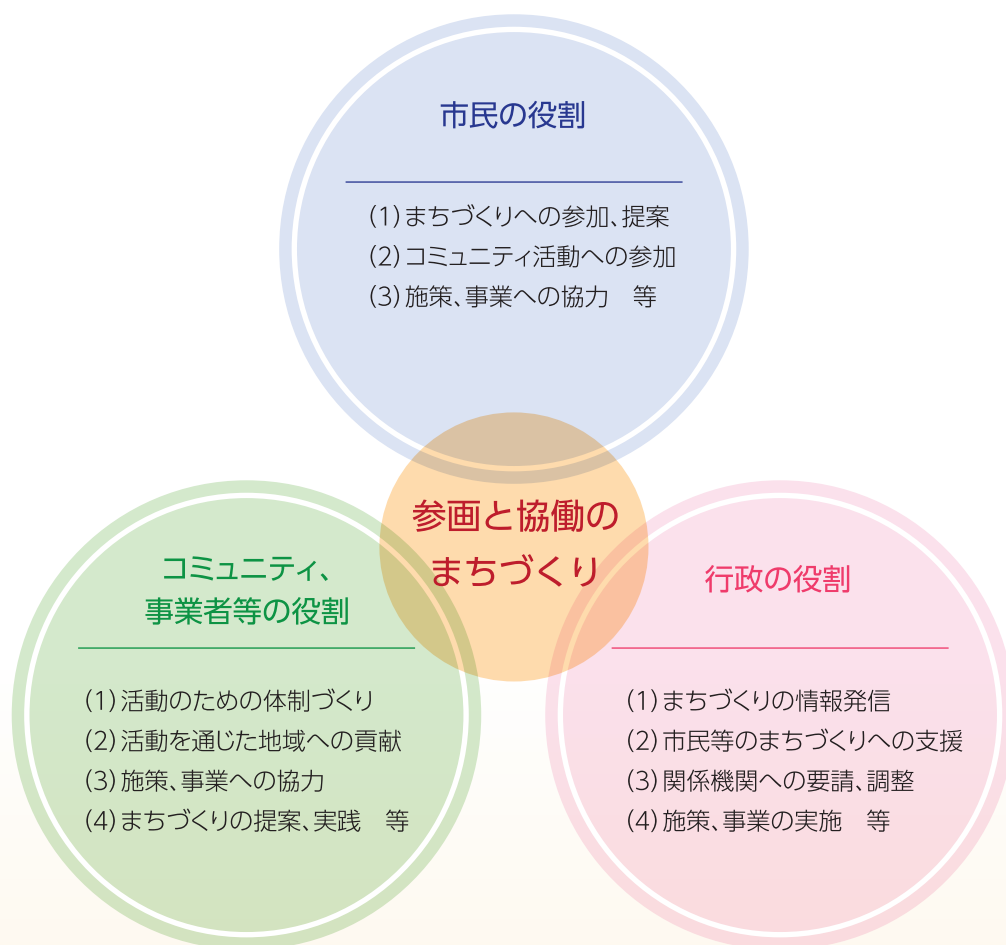 市民の役割
(1)まちづくりへの参加、提案
(2)コミュニティ活動への参加
(3)施策、事業への協力　等
参画と協働の
まちづくり
コミュニティ、
事業者等の役割
(1)活動のための体制づくり
(2)活動を通じた地域への貢献
(3)施策、事業への協力
(4)まちづくりの提案、実践　等
行政の役割
(1)まちづくりの情報発信
(2)市民等のまちづくりへの支援
(3)関係機関への要請、調整
(4)施策、事業の実施　等